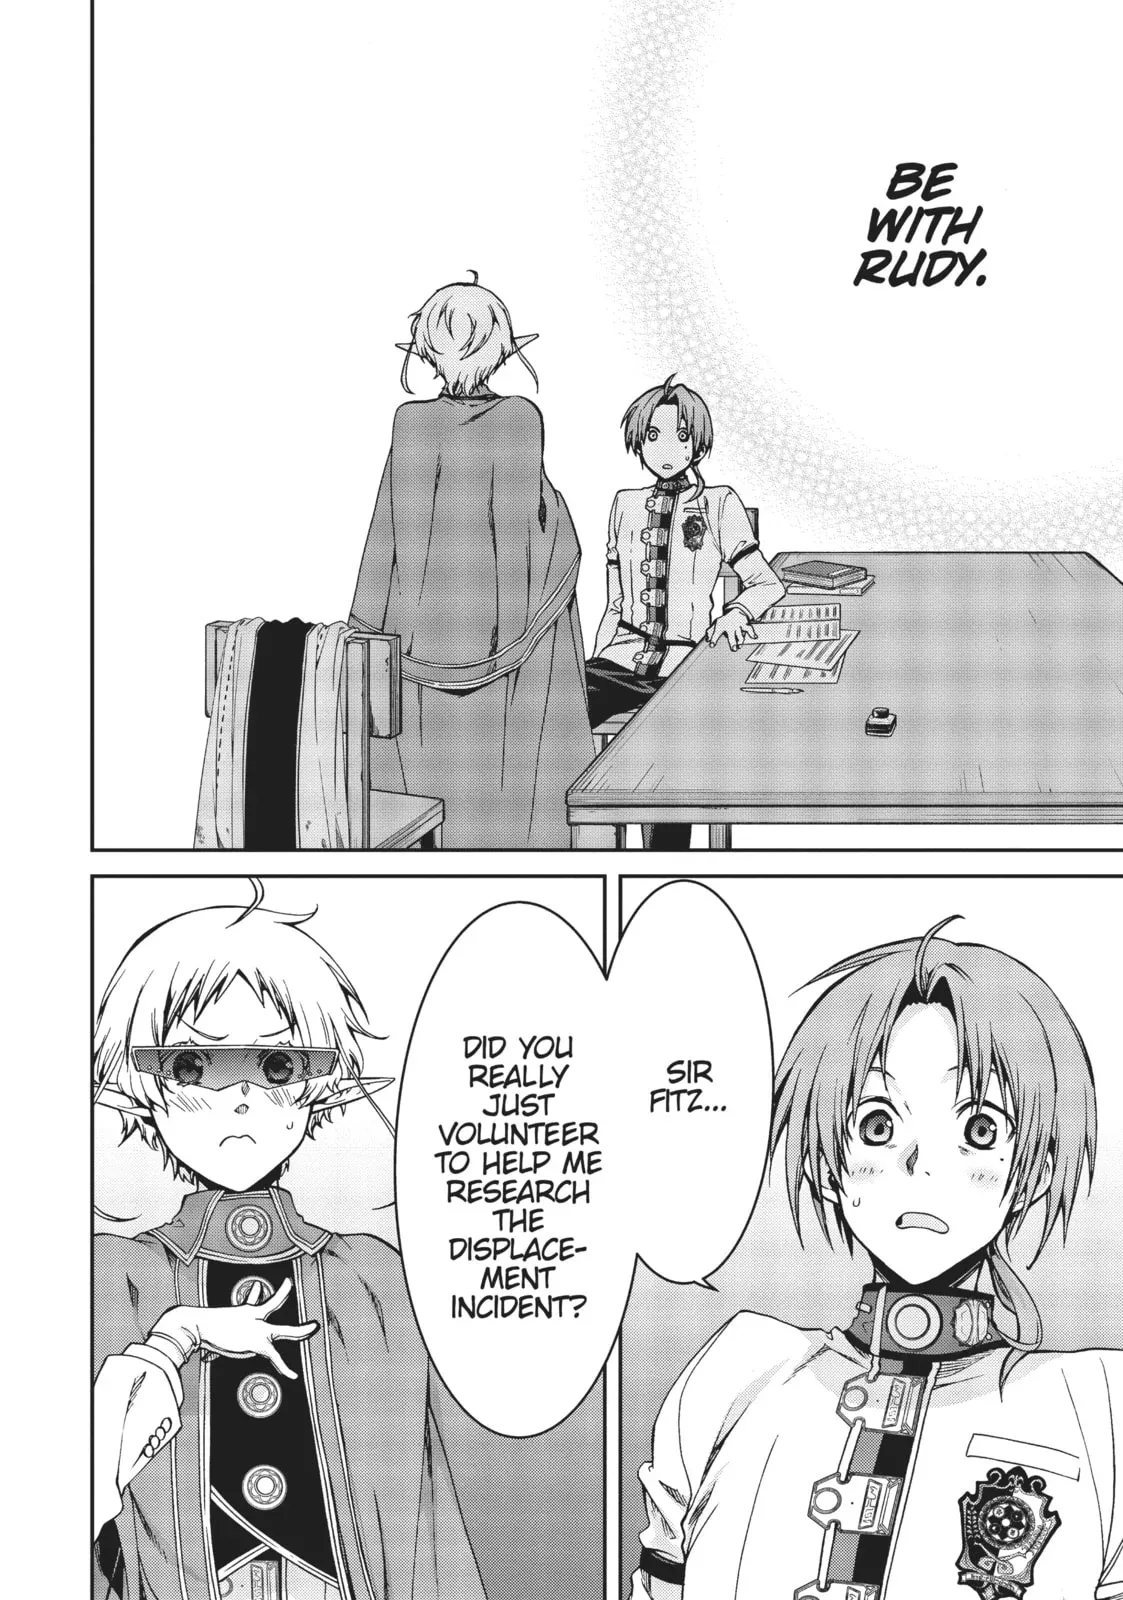 BE
WITH
RUDY.
SIR
FITZ...
DID YOU
REALLY
JUST
VOLUNTEER
TO HELP ME
RESEARCH
THE
DISPLACE-
MENT
INCIDENT?